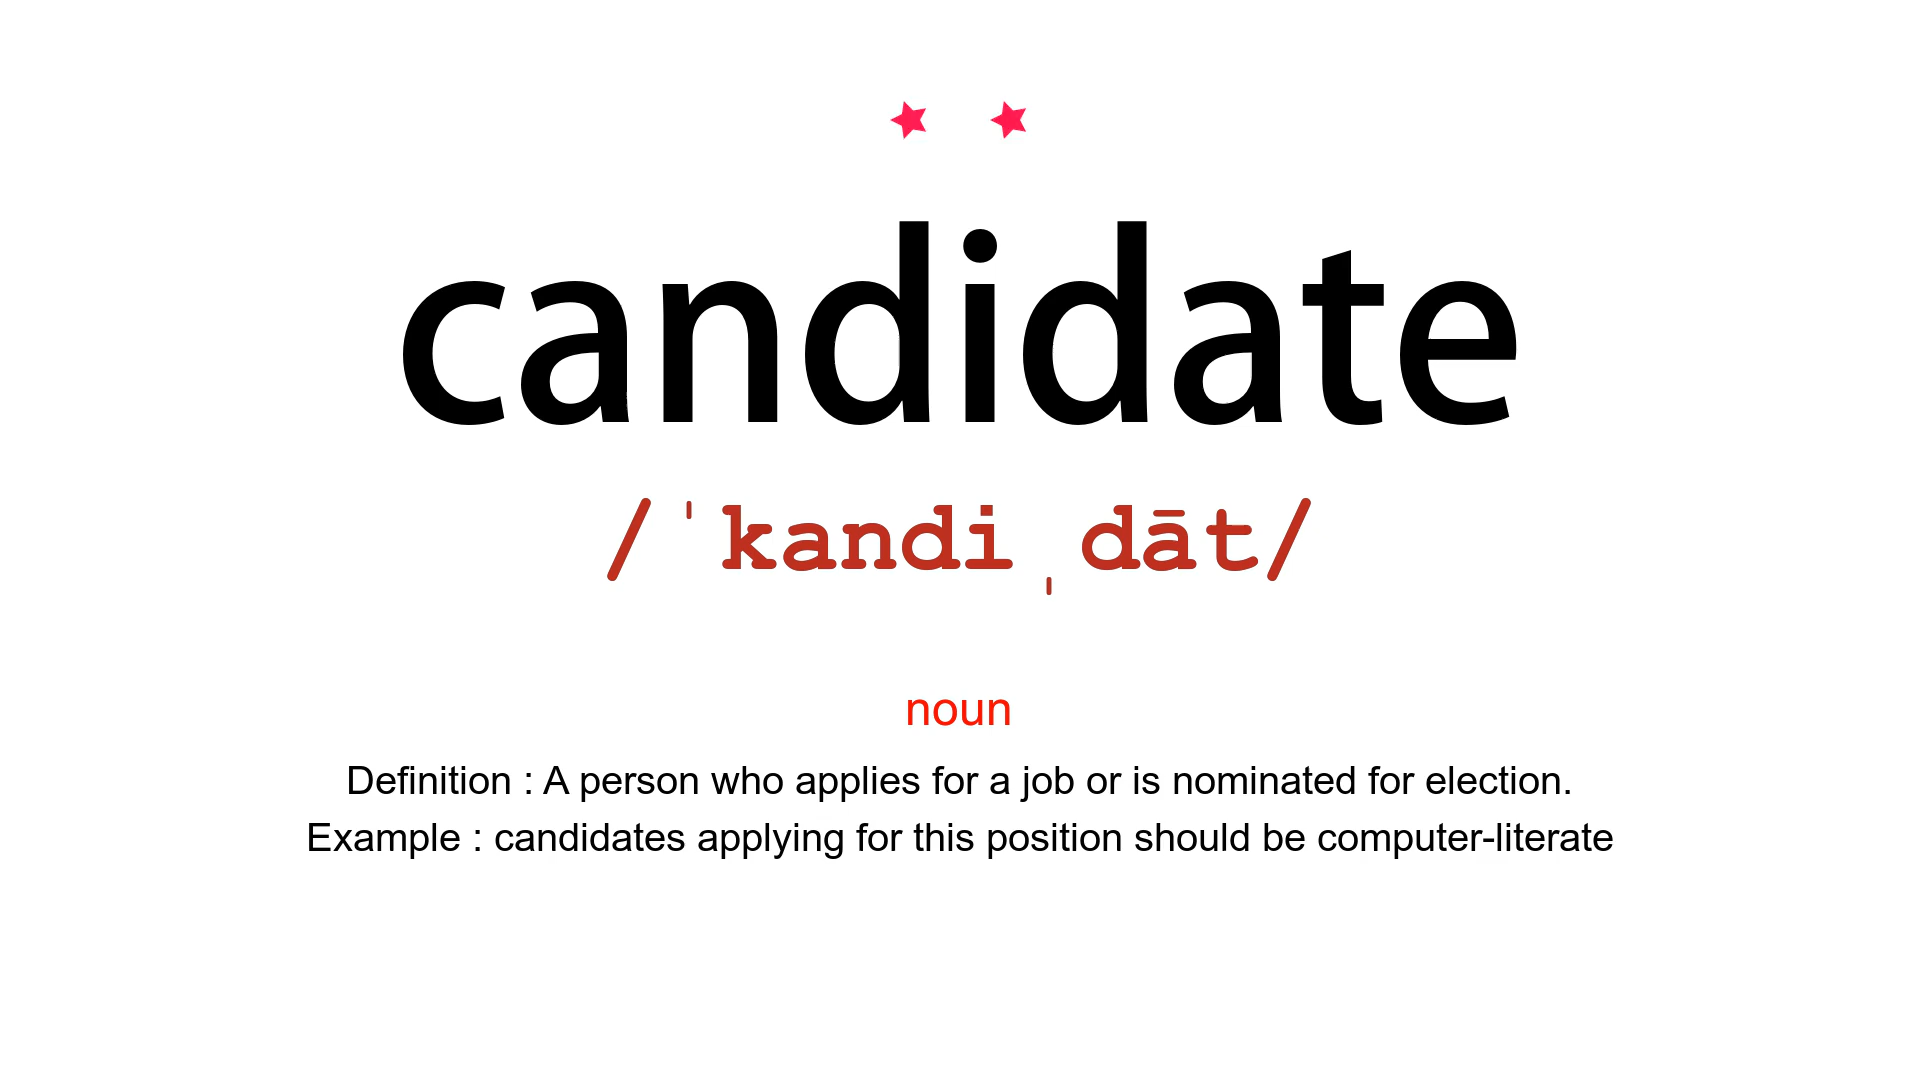 candidate
/ˈkandiˌdāt/
noun
Definition : A person who applies for a job or is nominated for election.
Example : candidates applying for this position should be computer-literate